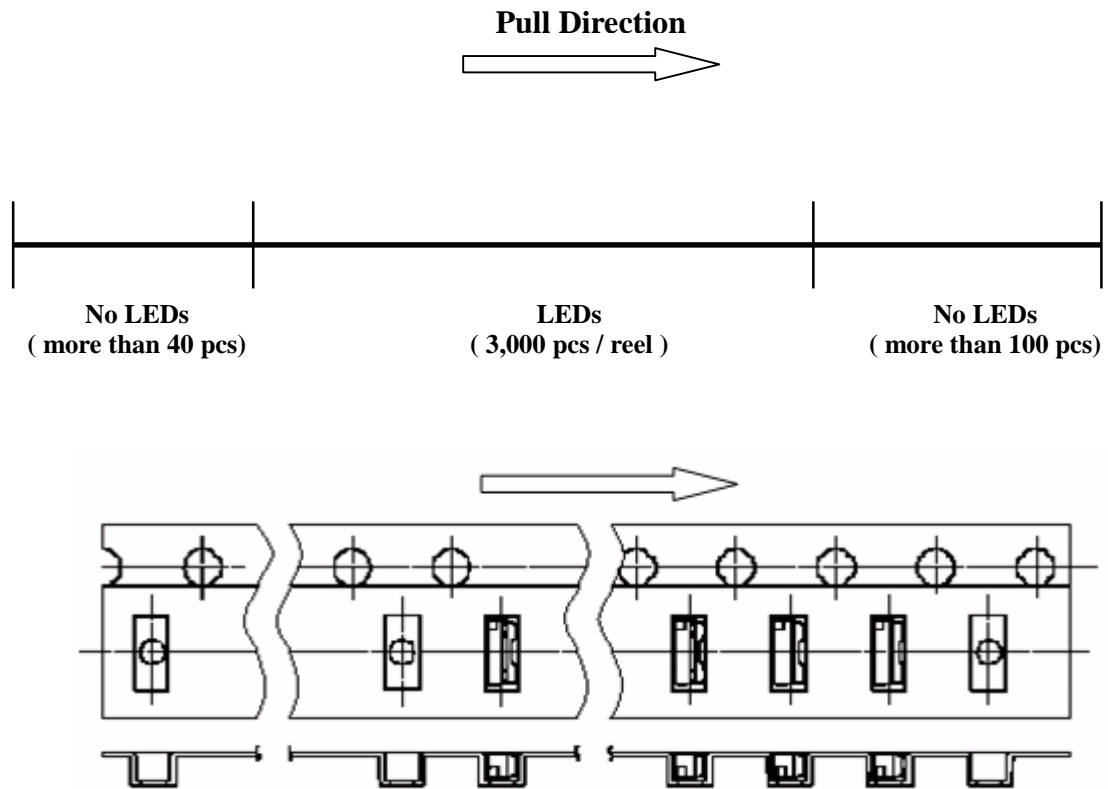 Pull Direction
No LEDs
( more than 40 pcs)
LEDs
( 3,000 pcs / reel )
No LEDs
( more than 100 pcs)